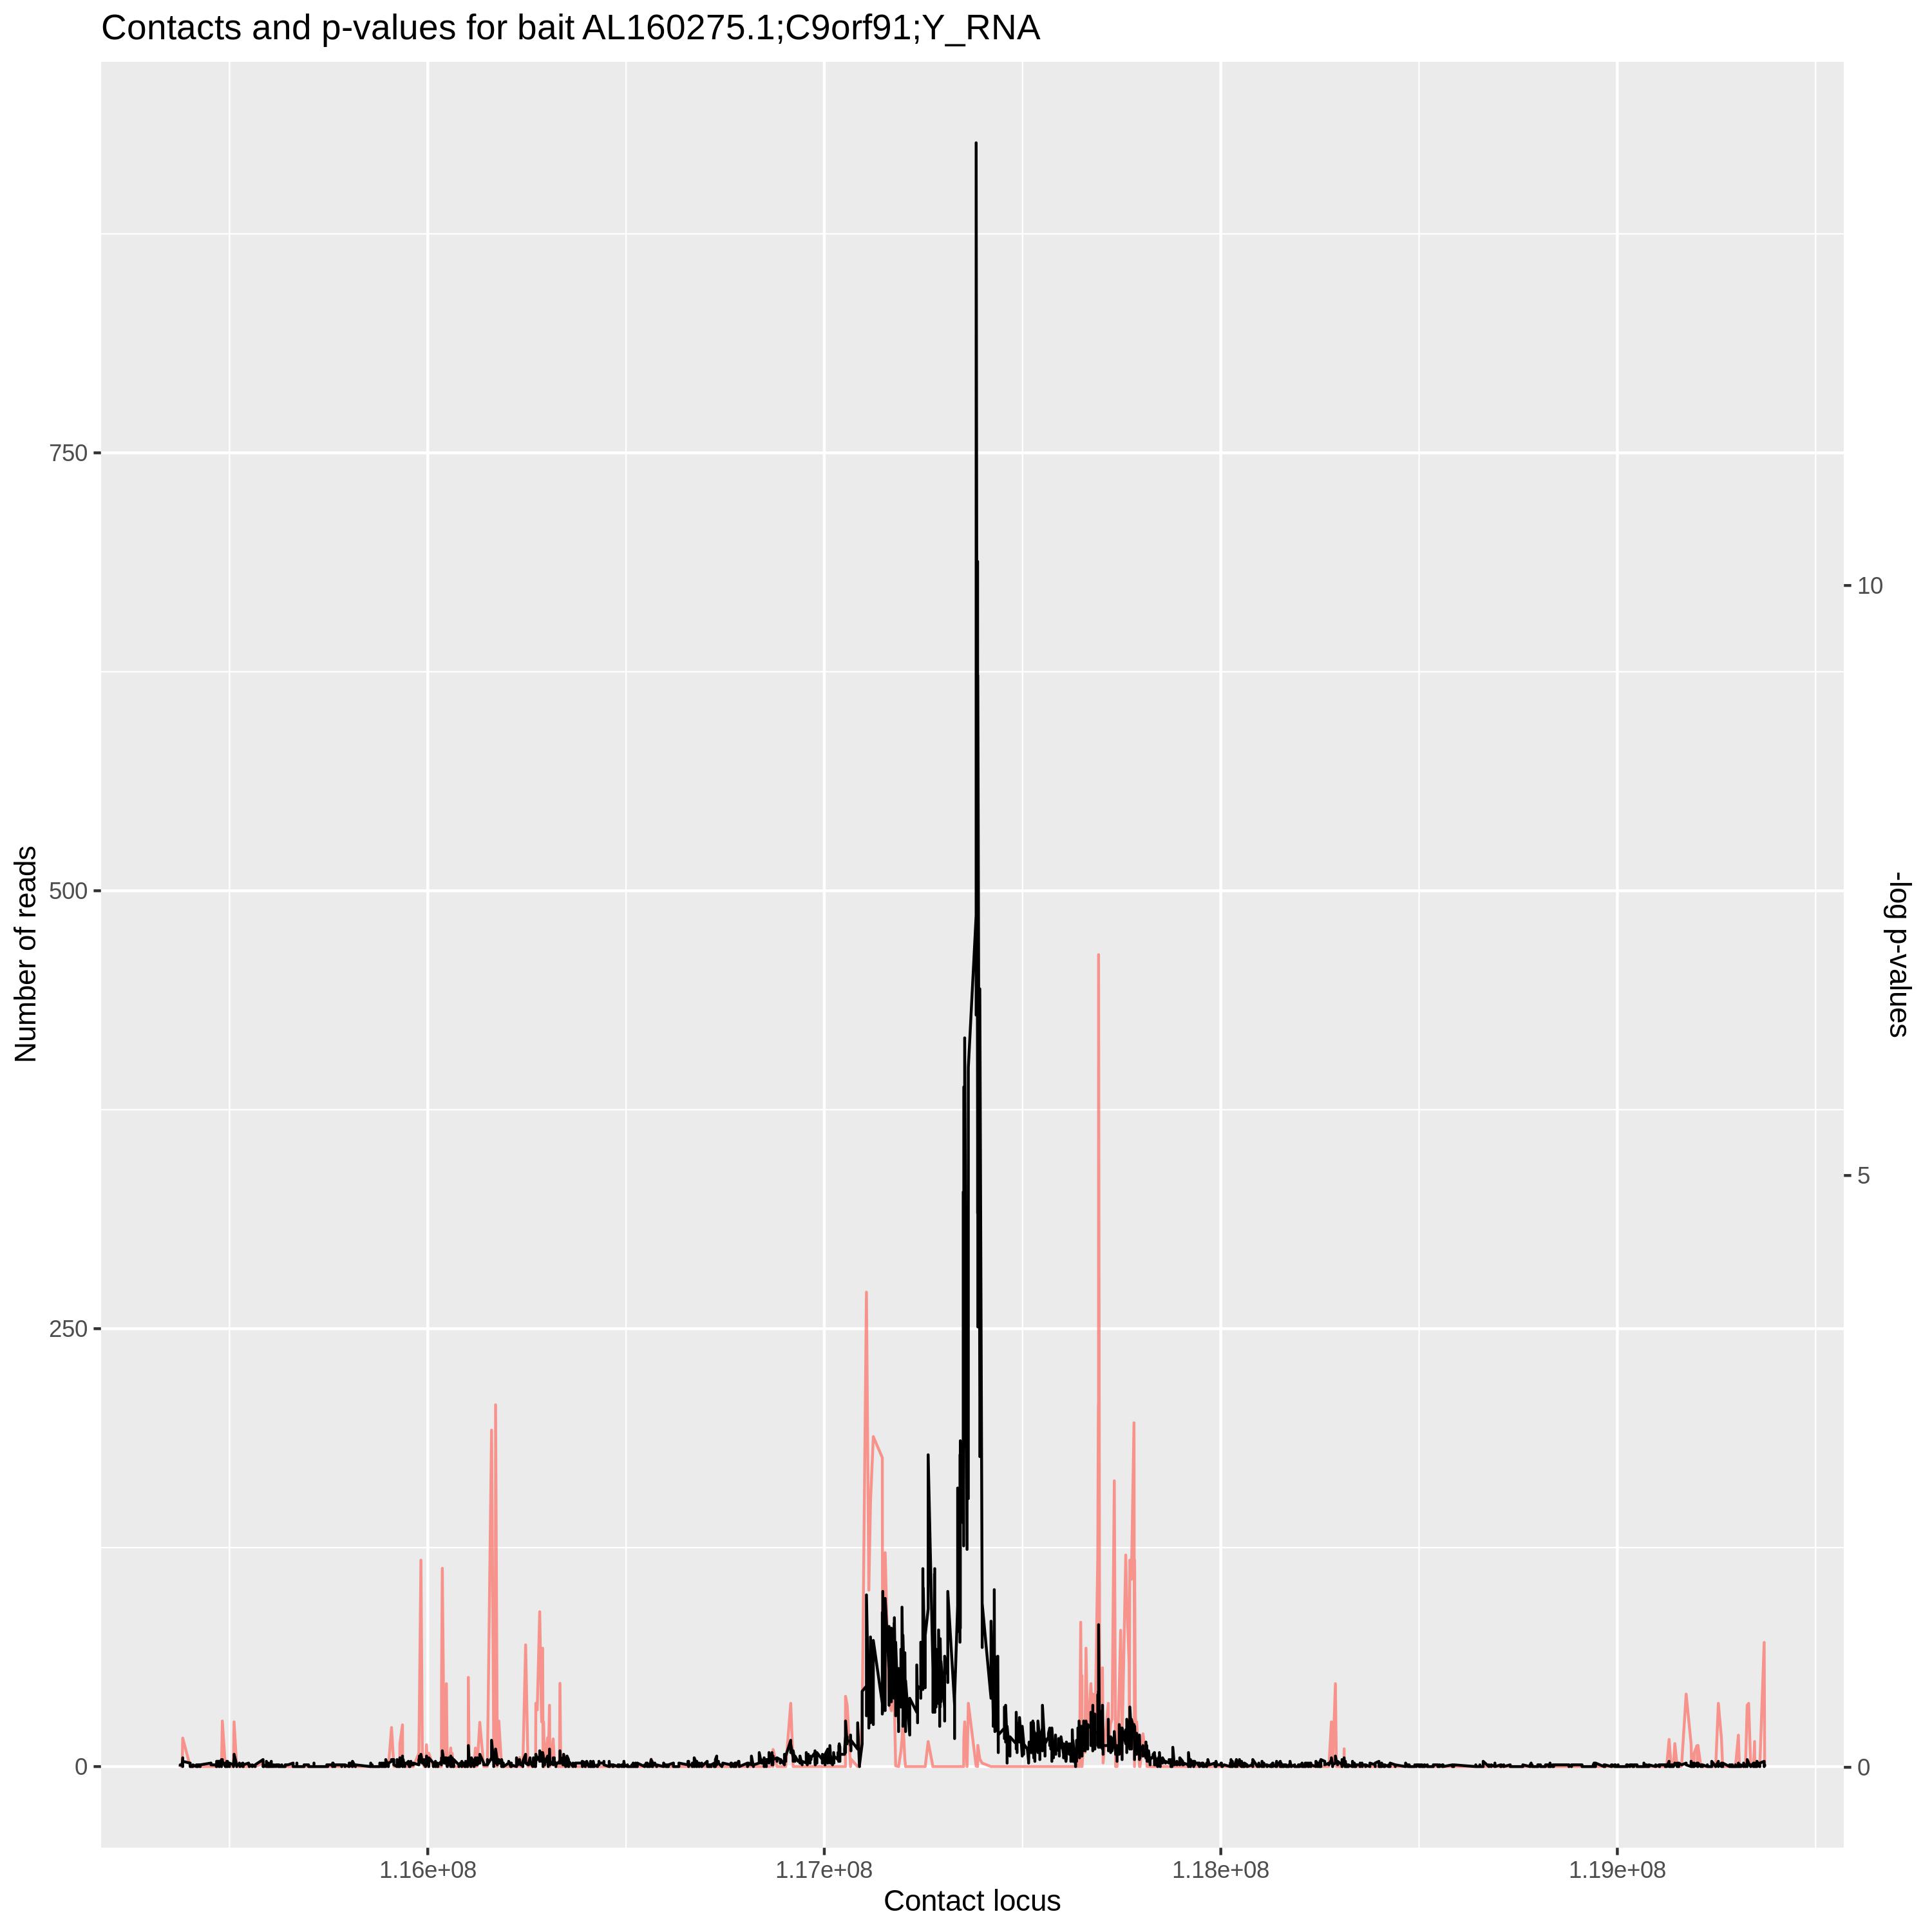 Contacts and p-values for bait AL160275.1;C9orf91;Y_RNA
750
500
250
0
Number of reads
10
5
0
-log p-values
1.16e+08
1.17e+08
1.18e+08
1.19e+08
Contact locus